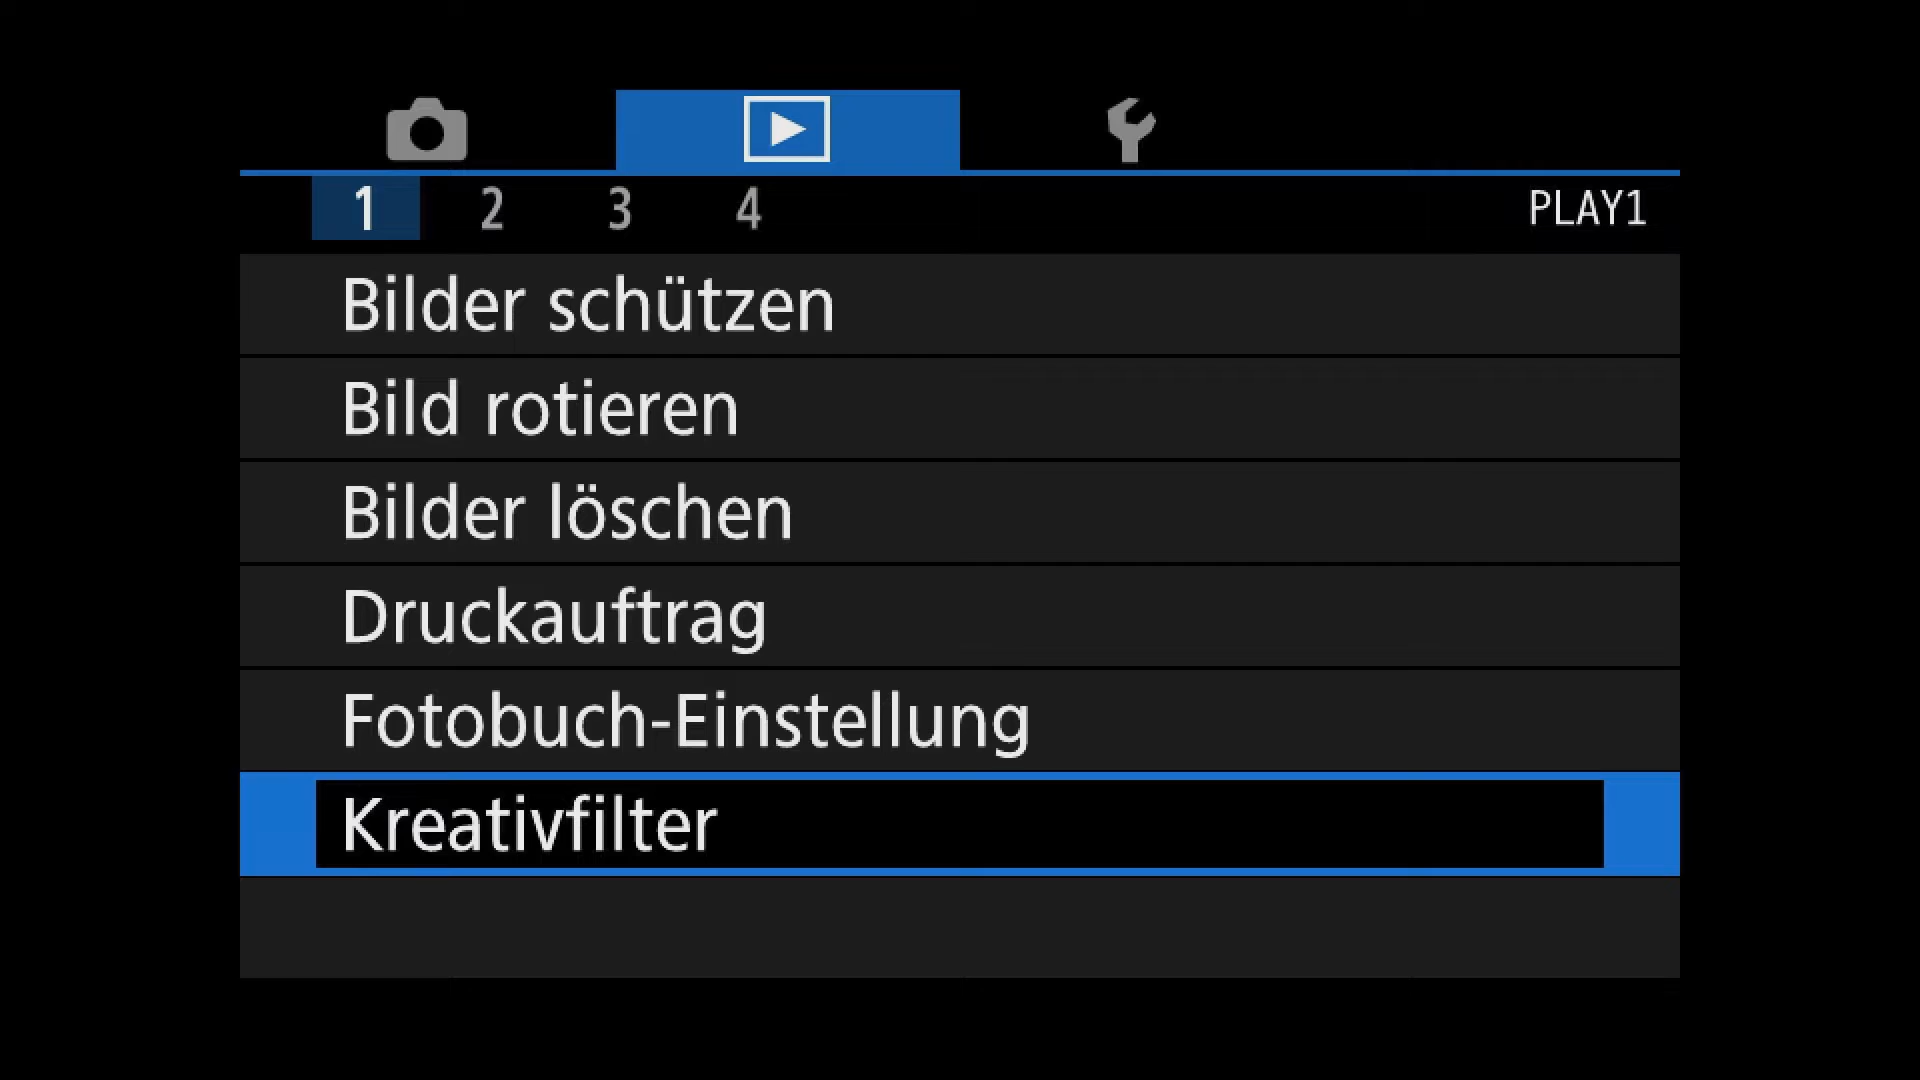 1 2 3 4 PLAY1
Bilder schützen
Bild rotieren
Bilder löschen
Druckauftrag
Fotobuch-Einstellung
Kreativfilter